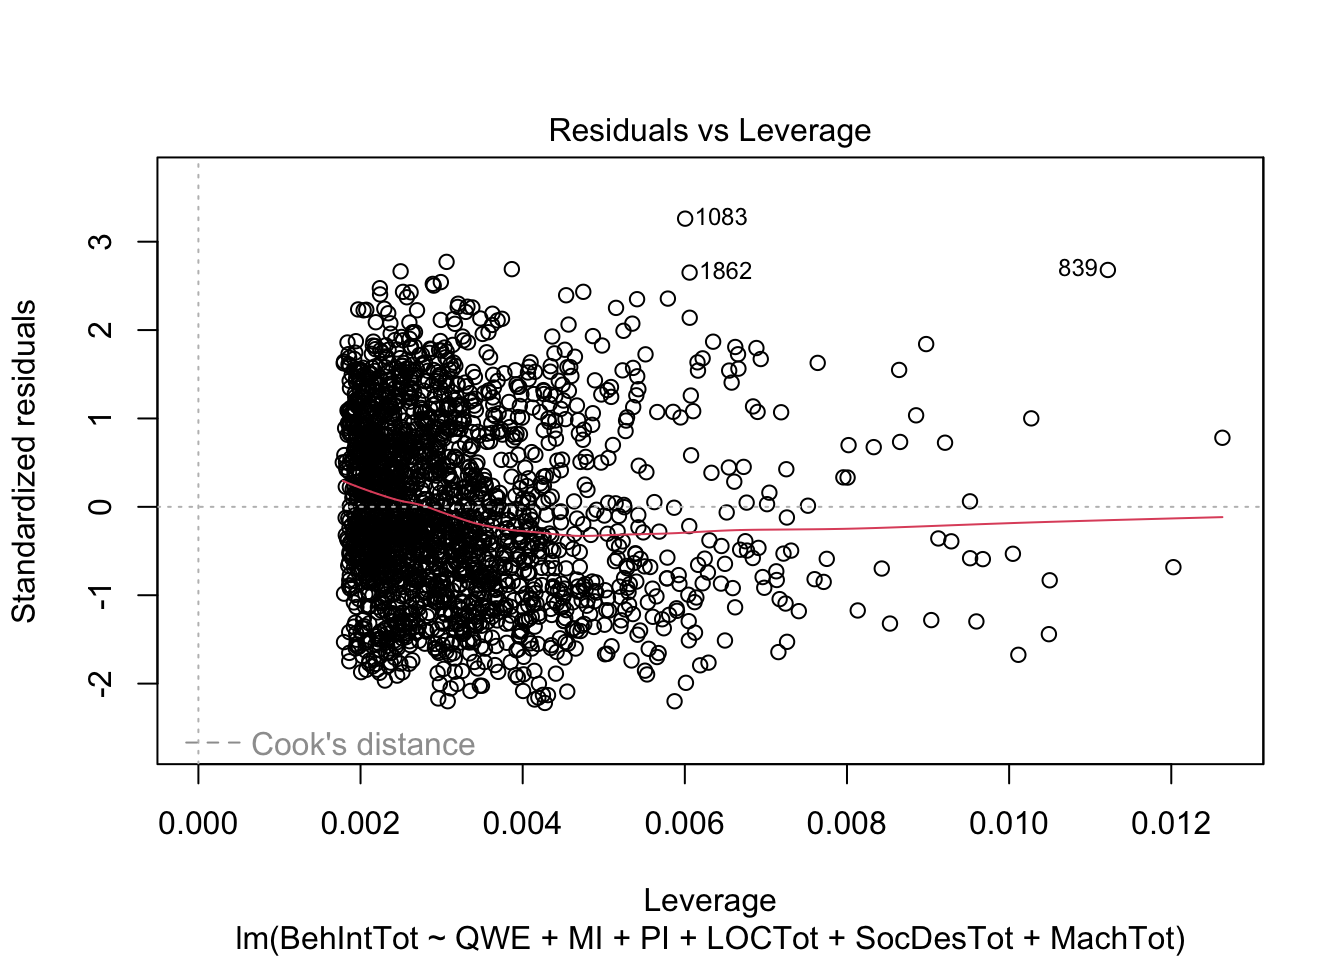 Residuals vs Leverage
Standardized residuals
3
2
1
0
-1
-2
1083
1862
839
Cook's distance
0.000 0.002 0.004 0.006 0.008 0.010 0.012
Leverage
lm(BehIntTot ~ QWE + MI + PI + LOCTot + SocDesTot + MachTot)